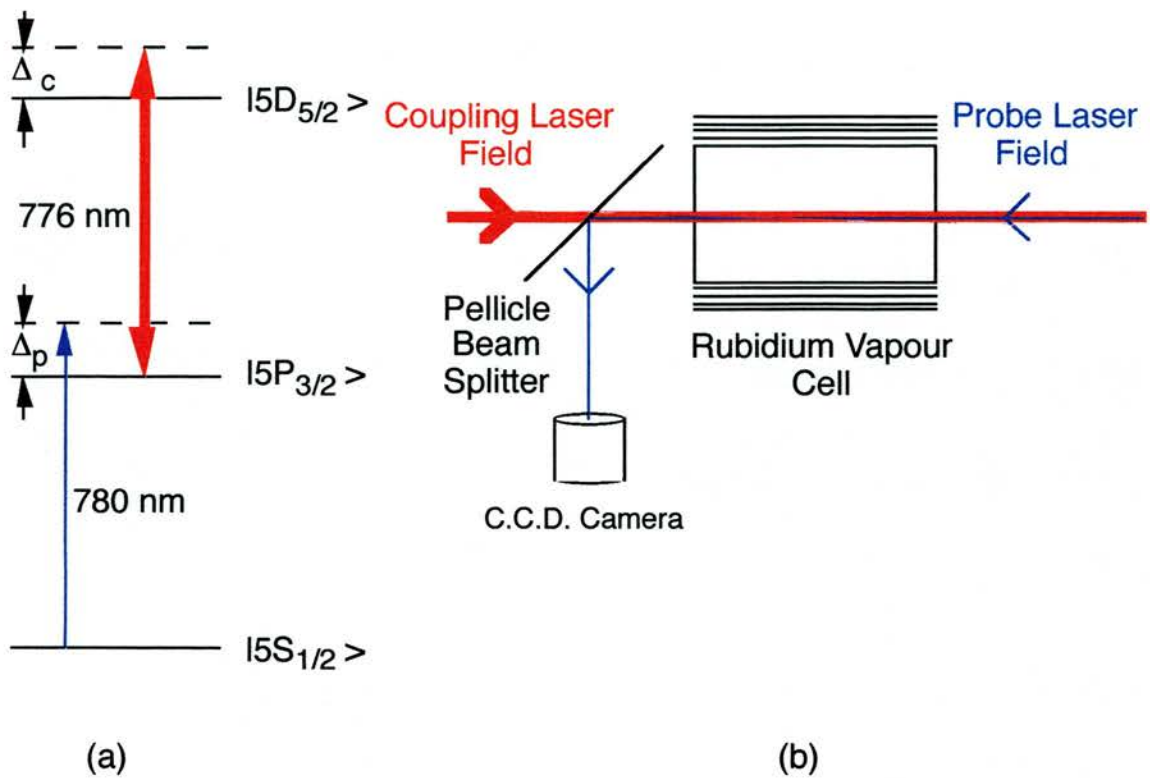 Δc
|5D5/2 >
776 nm
Δp
|5P3/2 >
780 nm
|5S1/2 >
(a)
Coupling Laser
Field
Probe Laser
Field
Pellicle
Beam
Splitter
Rubidium Vapour
Cell
C.C.D. Camera
(b)